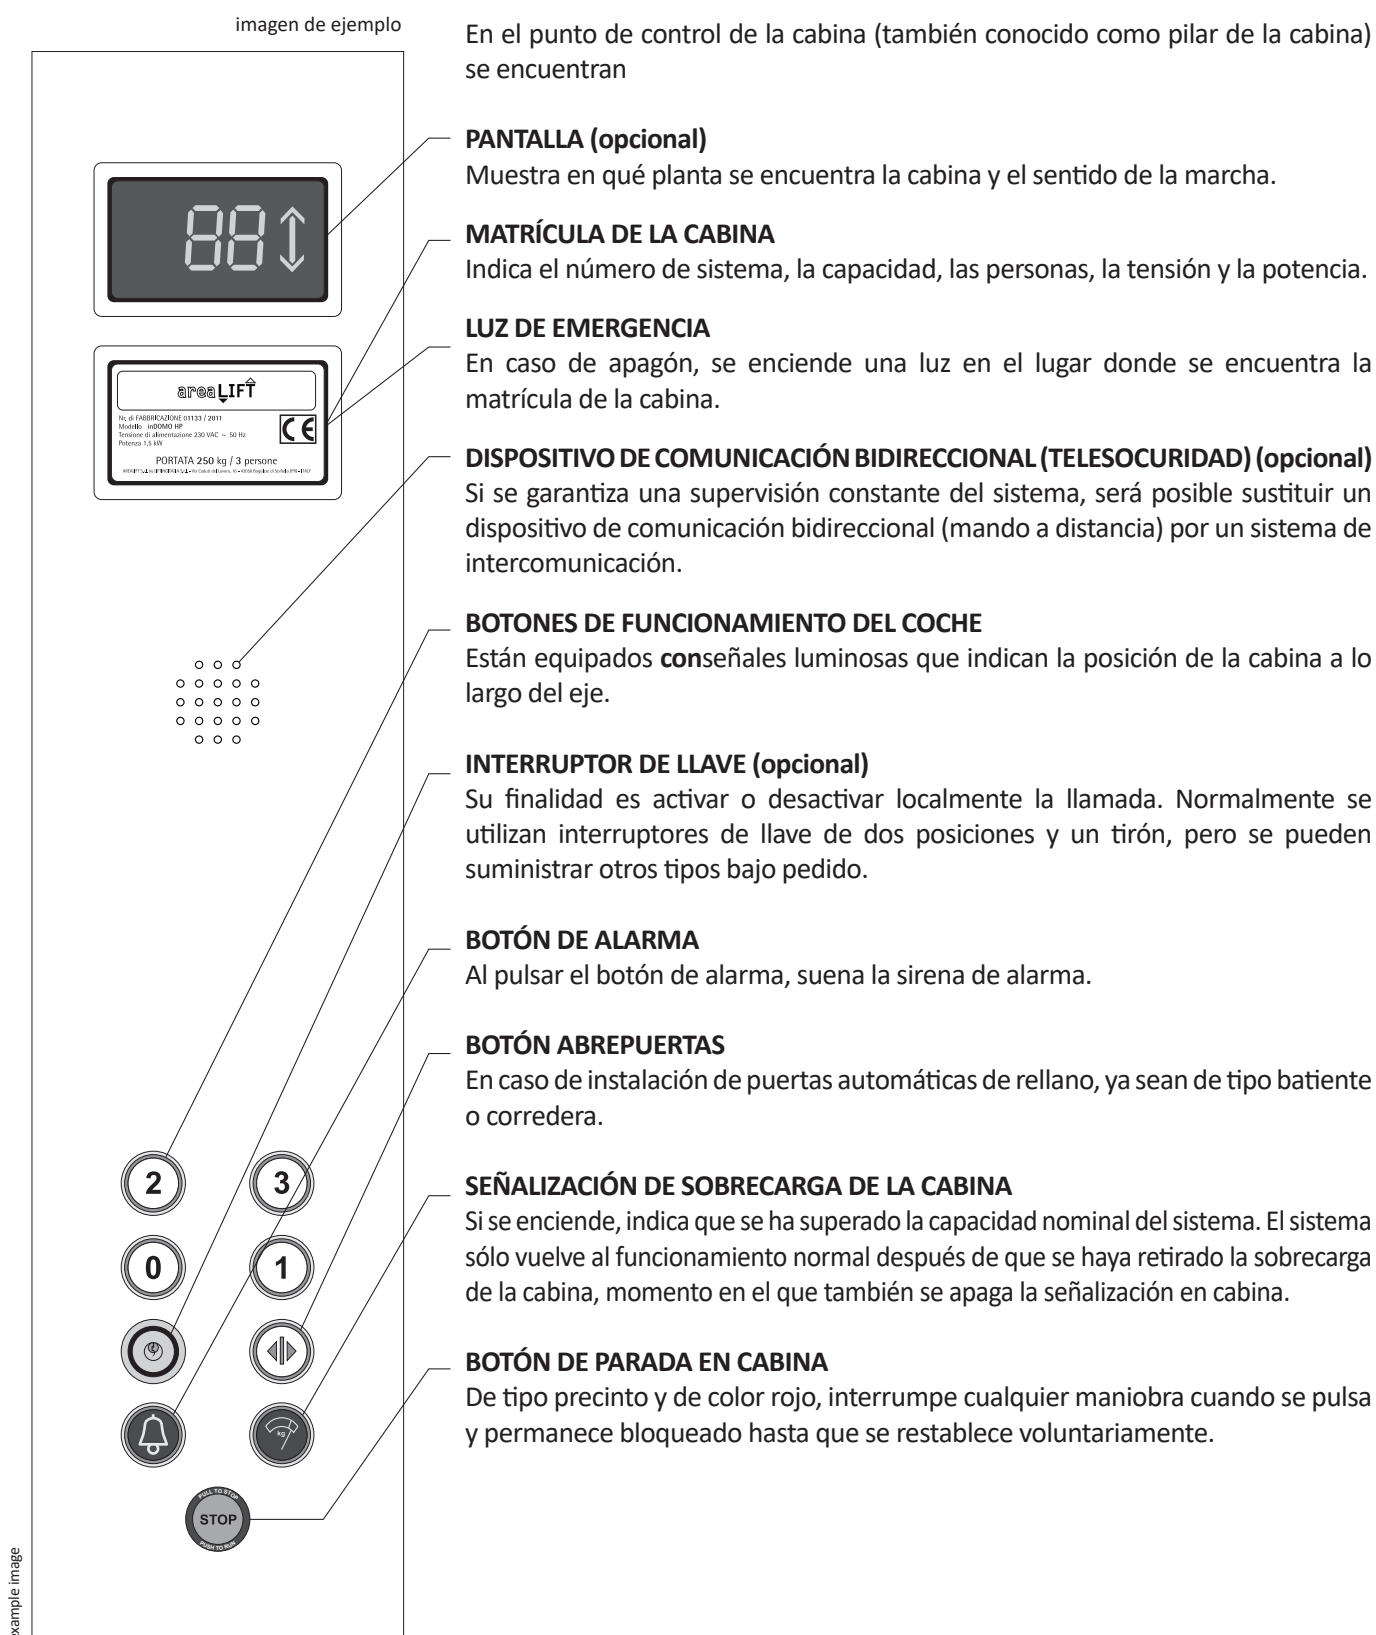 imagen de ejemplo
En el punto de control de la cabina (también conocido como pilar de la cabina)
se encuentran
PANTALLA (opcional)
Muestra en qué planta se encuentra la cabina y el sentido de la marcha.
MATRÍCULA DE LA CABINA
Indica el número de sistema, la capacidad, las personas, la tensión y la potencia.
LUZ DE EMERGENCIA
En caso de apagón, se enciende una luz en el lugar donde se encuentra la
matrícula de la cabina.
DISPOSITIVO DE COMUNICACIÓN BIDIRECCIONAL (TELESOCURIDAD) (opcional)
Si se garantiza una supervisión constante del sistema, será posible sustituir un
dispositivo de comunicación bidireccional (mando a distancia) por un sistema de
intercomunicación.
BOTONES DE FUNCIONAMIENTO DEL COCHE
Están equipados conseñales luminosas que indican la posición de la cabina a lo
largo del eje.
INTERRUPTOR DE LLAVE (opcional)
Su finalidad es activar o desactivar localmente la llamada. Normalmente se
utilizan interruptores de llave de dos posiciones y un tirón, pero se pueden
suministrar otros tipos bajo pedido.
BOTÓN DE ALARMA
Al pulsar el botón de alarma, suena la sirena de alarma.
BOTÓN ABREPUERTAS
En caso de instalación de puertas automáticas de rellano, ya sean de tipo batiente
o corredera.
SEÑALIZACIÓN DE SOBRECARGA DE LA CABINA
Si se enciende, indica que se ha superado la capacidad nominal del sistema. El sistema
sólo vuelve al funcionamiento normal después de que se haya retirado la sobrecarga
de la cabina, momento en el que también se apaga la señalización en cabina.
BOTÓN DE PARADA EN CABINA
De tipo precinto y de color rojo, interrumpe cualquier maniobra cuando se pulsa
y permanece bloqueado hasta que se restablece voluntariamente.
88
areaLIFT
Nr. di FABBRICAZIONE 01133 / 2011
Modello inDOMO HP
Tensione di alimentazione 230 VAC ~ 50 Hz
Potenza 1,5 kW
CE
PORTATA 250 kg / 3 persone
2 3
0 1
kg
PULL TO STOP
STOP
PUSH TO RUN
example image